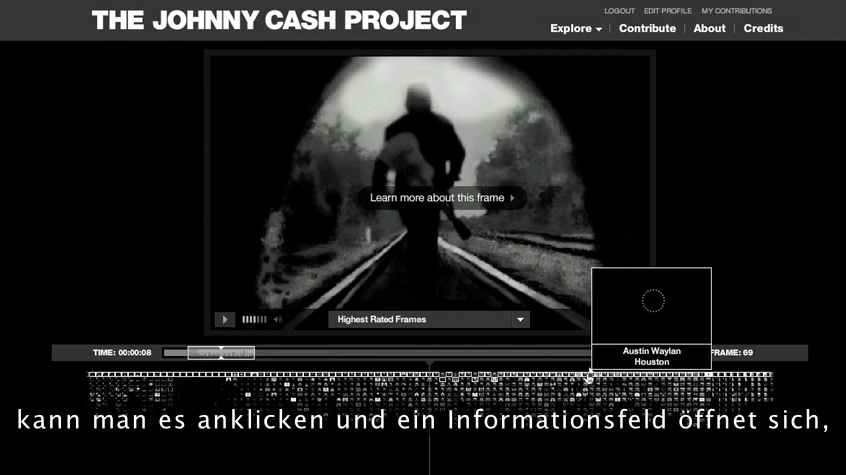 THE JOHNNY CASH PROJECT
LOGOUT EDIT PROFILE MY CONTRIBUTIONS
Explore Contribute About Credits
Learn more about this frame
Highest Rated Frames
TIME: 00:00:08
FRAME: 69
Austin Waylan
Houston
kann man es anklicken und ein Informationsfeld öffnet sich,